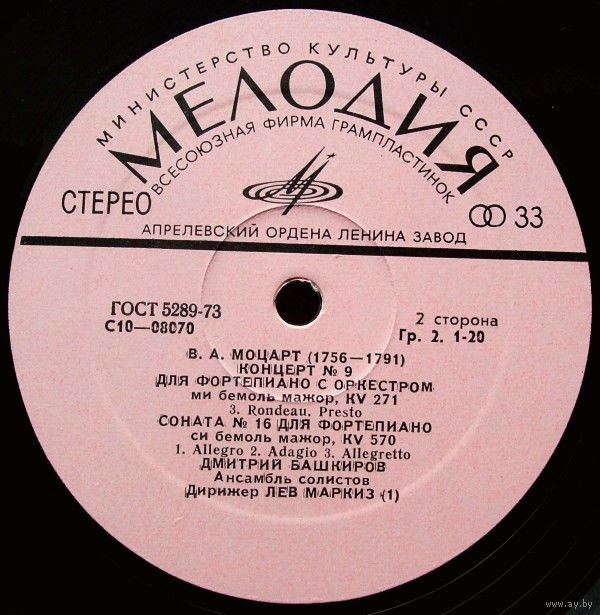 МИНИСТЕРСТВО КУЛЬТУРЫ СССР
МЕЛОДИЯ
ВСЕСОЮЗНАЯ ФИРМА ГРАМПЛАСТИНОК
СТЕРЕО
33
АПРЕЛЕВСКИЙ ОРДЕНА ЛЕНИНА ЗАВОД
ГОСТ 5289-73
С10—08070
2 сторона
Гр. 2. 1-20
В. А. МОЦАРТ (1756—1791)
КОНЦЕРТ № 9
ДЛЯ ФОРТЕПИАНО С ОРКЕСТРОМ
ми бемоль мажор, KV 271
3. Rondeau. Presto
СОНАТА № 16 ДЛЯ ФОРТЕПИАНО
си бемоль мажор, KV 570
1. Allegro 2. Adagio 3. Allegretto
ДМИТРИЙ БАШКИРОВ
Ансамбль солистов
Дирижер ЛЕВ МАРКИЗ (1)
www.ay.by